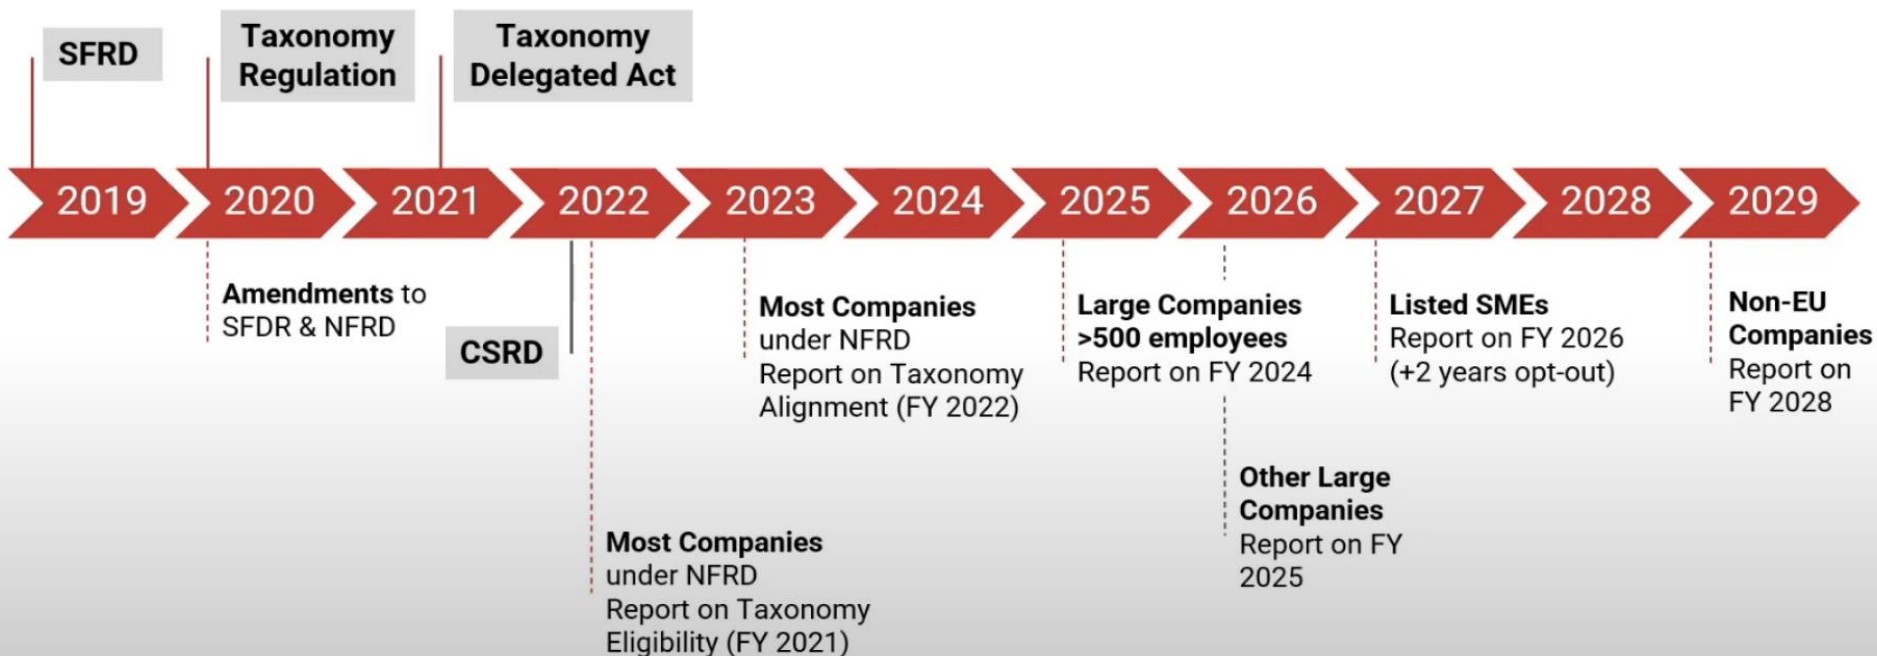 SFRD
Taxonomy
Regulation
Taxonomy
Delegated Act
2019
2020
2021
2022
2023
2024
2025
2026
2027
2028
2029
Amendments to
SFDR & NFRD
CSRD
Most Companies
under NFRD
Report on Taxonomy
Eligibility (FY 2021)
Most Companies
under NFRD
Report on Taxonomy
Alignment (FY 2022)
Large Companies
>500 employees
Report on FY 2024
Other Large
Companies
Report on FY
2025
Listed SMEs
Report on FY 2026
(+2 years opt-out)
Non-EU
Companies
Report on
FY 2028